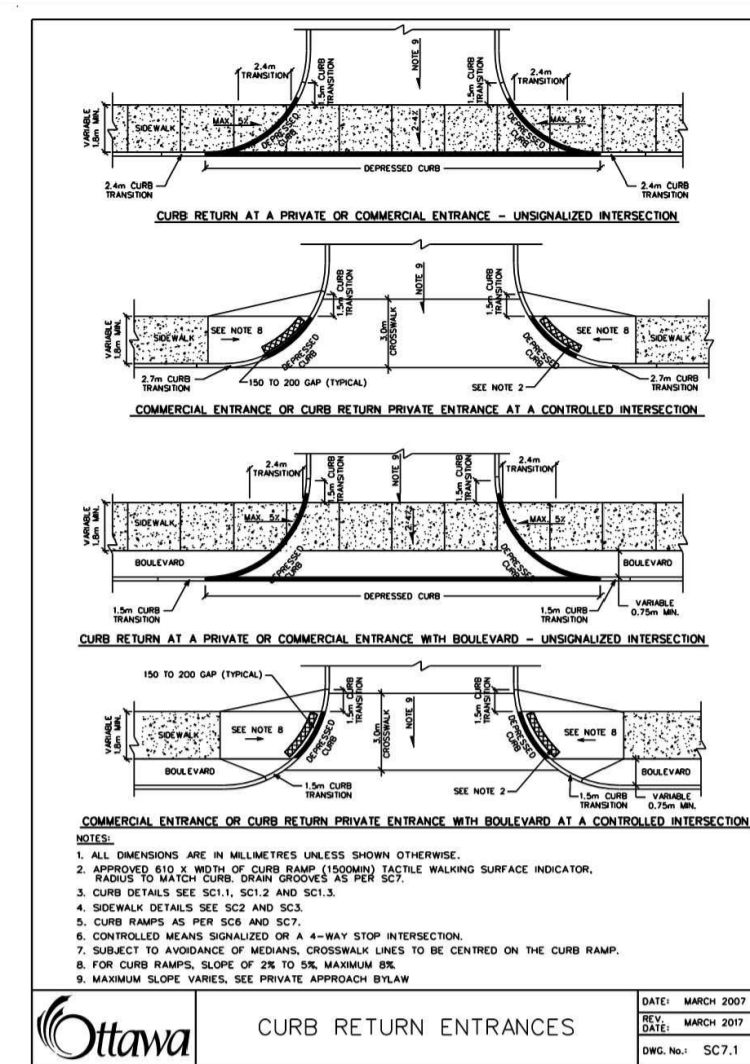 2.4m
TRANSITION
1.5m CURB
TRANSITION
NOTE 9
1.5m CURB
TRANSITION
2.4m
TRANSITION
VARIABLE
1.8m MIN.
SIDEWALK
MAX. 5%
DEPRESSED
CURB
2-4%
DEPRESSED
CURB
MAX. 5%
DEPRESSED CURB
2.4m CURB
TRANSITION
2.4m CURB
TRANSITION
CURB RETURN AT A PRIVATE OR COMMERCIAL ENTRANCE - UNSIGNALIZED INTERSECTION
1.5m CURB
TRANSITION
NOTE 9
1.5m CURB
TRANSITION
VARIABLE
1.8m MIN.
SIDEWALK
SEE NOTE 8
3.0m
CROSSWALK
SEE NOTE 8
SIDEWALK
DEPRESSED
CURB
DEPRESSED
CURB
2.7m CURB
TRANSITION
150 TO 200 GAP (TYPICAL)
SEE NOTE 2
2.7m CURB
TRANSITION
COMMERCIAL ENTRANCE OR CURB RETURN PRIVATE ENTRANCE AT A CONTROLLED INTERSECTION
2.4m
TRANSITION
1.5m CURB
TRANSITION
NOTE 9
1.5m CURB
TRANSITION
2.4m
TRANSITION
VARIABLE
1.8m MIN.
SIDEWALK
MAX. 5%
2-4%
MAX. 5%
BOULEVARD
DEPRESSED
CURB
DEPRESSED
CURB
BOULEVARD
DEPRESSED CURB
1.5m CURB
TRANSITION
1.5m CURB
TRANSITION
VARIABLE
0.75m MIN.
CURB RETURN AT A PRIVATE OR COMMERCIAL ENTRANCE WITH BOULEVARD - UNSIGNALIZED INTERSECTION
150 TO 200 GAP (TYPICAL)
1.5m CURB
TRANSITION
NOTE 9
1.5m CURB
TRANSITION
VARIABLE
1.8m MIN.
SIDEWALK
SEE NOTE 8
DEPRESSED
CURB
3.0m
CROSSWALK
DEPRESSED
CURB
SEE NOTE 8
BOULEVARD
BOULEVARD
1.5m CURB
TRANSITION
SEE NOTE 2
1.5m CURB
TRANSITION
VARIABLE
0.75m MIN.
COMMERCIAL ENTRANCE OR CURB RETURN PRIVATE ENTRANCE WITH BOULEVARD AT A CONTROLLED INTERSECTION
NOTES:
1. ALL DIMENSIONS ARE IN MILLIMETRES UNLESS SHOWN OTHERWISE.
2. APPROVED 610 X WIDTH OF CURB RAMP (1500MIN) TACTILE WALKING SURFACE INDICATOR,
RADIUS TO MATCH CURB. DRAIN GROOVES AS PER SC7.
3. CURB DETAILS SEE SC1.1, SC1.2 AND SC1.3.
4. SIDEWALK DETAILS SEE SC2 AND SC3.
5. CURB RAMPS AS PER SC6 AND SC7.
6. CONTROLLED MEANS SIGNALIZED OR A 4-WAY STOP INTERSECTION.
7. SUBJECT TO AVOIDANCE OF MEDIANS, CROSSWALK LINES TO BE CENTRED ON THE CURB RAMP.
8. FOR CURB RAMPS, SLOPE OF 2% TO 5%, MAXIMUM 8%
9. MAXIMUM SLOPE VARIES, SEE PRIVATE APPROACH BYLAW
Ottawa
CURB RETURN ENTRANCES
DATE: MARCH 2007
REV. DATE: MARCH 2017
DWG. No.: SC7.1